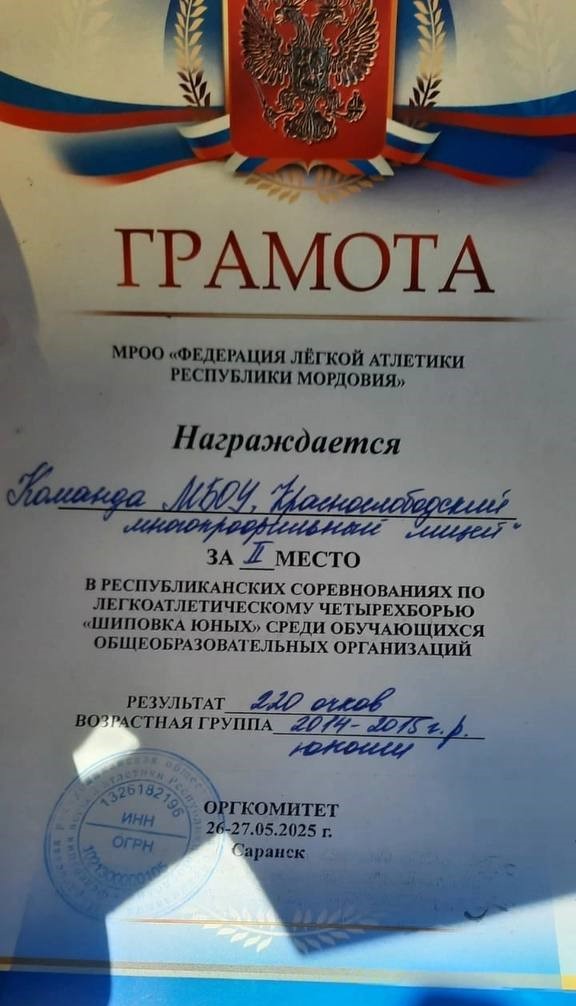 ГРАМОТА
МРОО «ФЕДЕРАЦИЯ ЛЁГКОЙ АТЛЕТИКИ
РЕСПУБЛИКИ МОРДОВИЯ»
Награждается
Команда МБОУ „Краснослободский
многопрофильный лицей"
ЗА II МЕСТО
В РЕСПУБЛИКАНСКИХ СОРЕВНОВАНИЯХ ПО
ЛЕГКОАТЛЕТИЧЕСКОМУ ЧЕТЫРЕХБОРЬЮ
«ШИПОВКА ЮНЫХ» СРЕДИ ОБУЧАЮЩИХСЯ
ОБЩЕОБРАЗОВАТЕЛЬНЫХ ОРГАНИЗАЦИЙ
РЕЗУЛЬТАТ 220 очков
ВОЗРАСТНАЯ ГРУППА 2014-2015 г.р.
юноши
1326182196
ИНН
ОГРН
ОРГКОМИТЕТ
26-27.05.2025 г.
Саранск